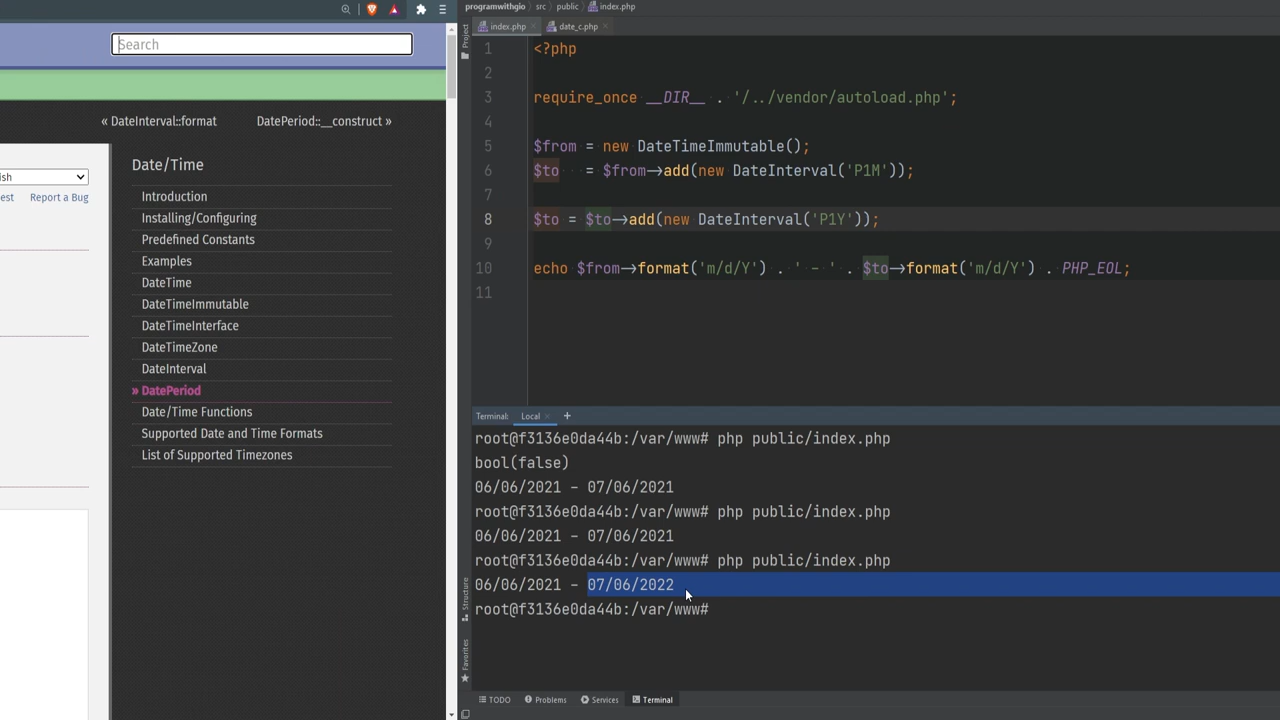 Search
« DateInterval::format
DatePeriod::__construct »
ish
est
Report a Bug
Date/Time
Introduction
Installing/Configuring
Predefined Constants
Examples
DateTime
DateTimeImmutable
DateTimeInterface
DateTimeZone
DateInterval
» DatePeriod
Date/Time Functions
Supported Date and Time Formats
List of Supported Timezones
programwithgio › src › public › index.php
index.php
date_c.php
Project
1 <?php
2
3 require_once __DIR__ . '/../vendor/autoload.php';
4
5 $from = new DateTimeImmutable();
6 $to = $from->add(new DateInterval('P1M'));
7
8 $to = $to->add(new DateInterval('P1Y'));
9
10 echo $from->format('m/d/Y') . ' - ' . $to->format('m/d/Y') . PHP_EOL;
11
Terminal: Local × +
root@f3136e0da44b:/var/www# php public/index.php
bool(false)
06/06/2021 - 07/06/2021
root@f3136e0da44b:/var/www# php public/index.php
06/06/2021 - 07/06/2021
root@f3136e0da44b:/var/www# php public/index.php
06/06/2021 - 07/06/2022
root@f3136e0da44b:/var/www#
Structure
Favorites
TODO
Problems
Services
Terminal